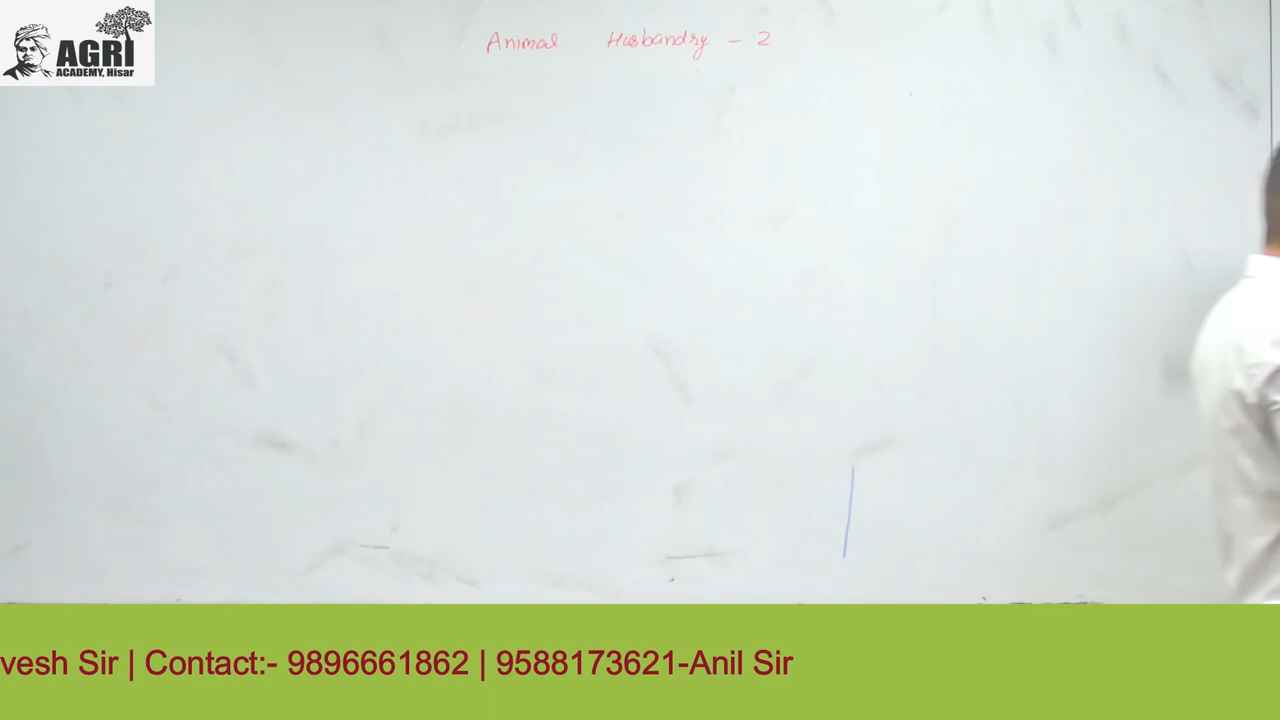 AGRI
ACADEMY, Hisar
Animal Husbandry - 2
vesh Sir | Contact:- 9896661862 | 9588173621-Anil Sir